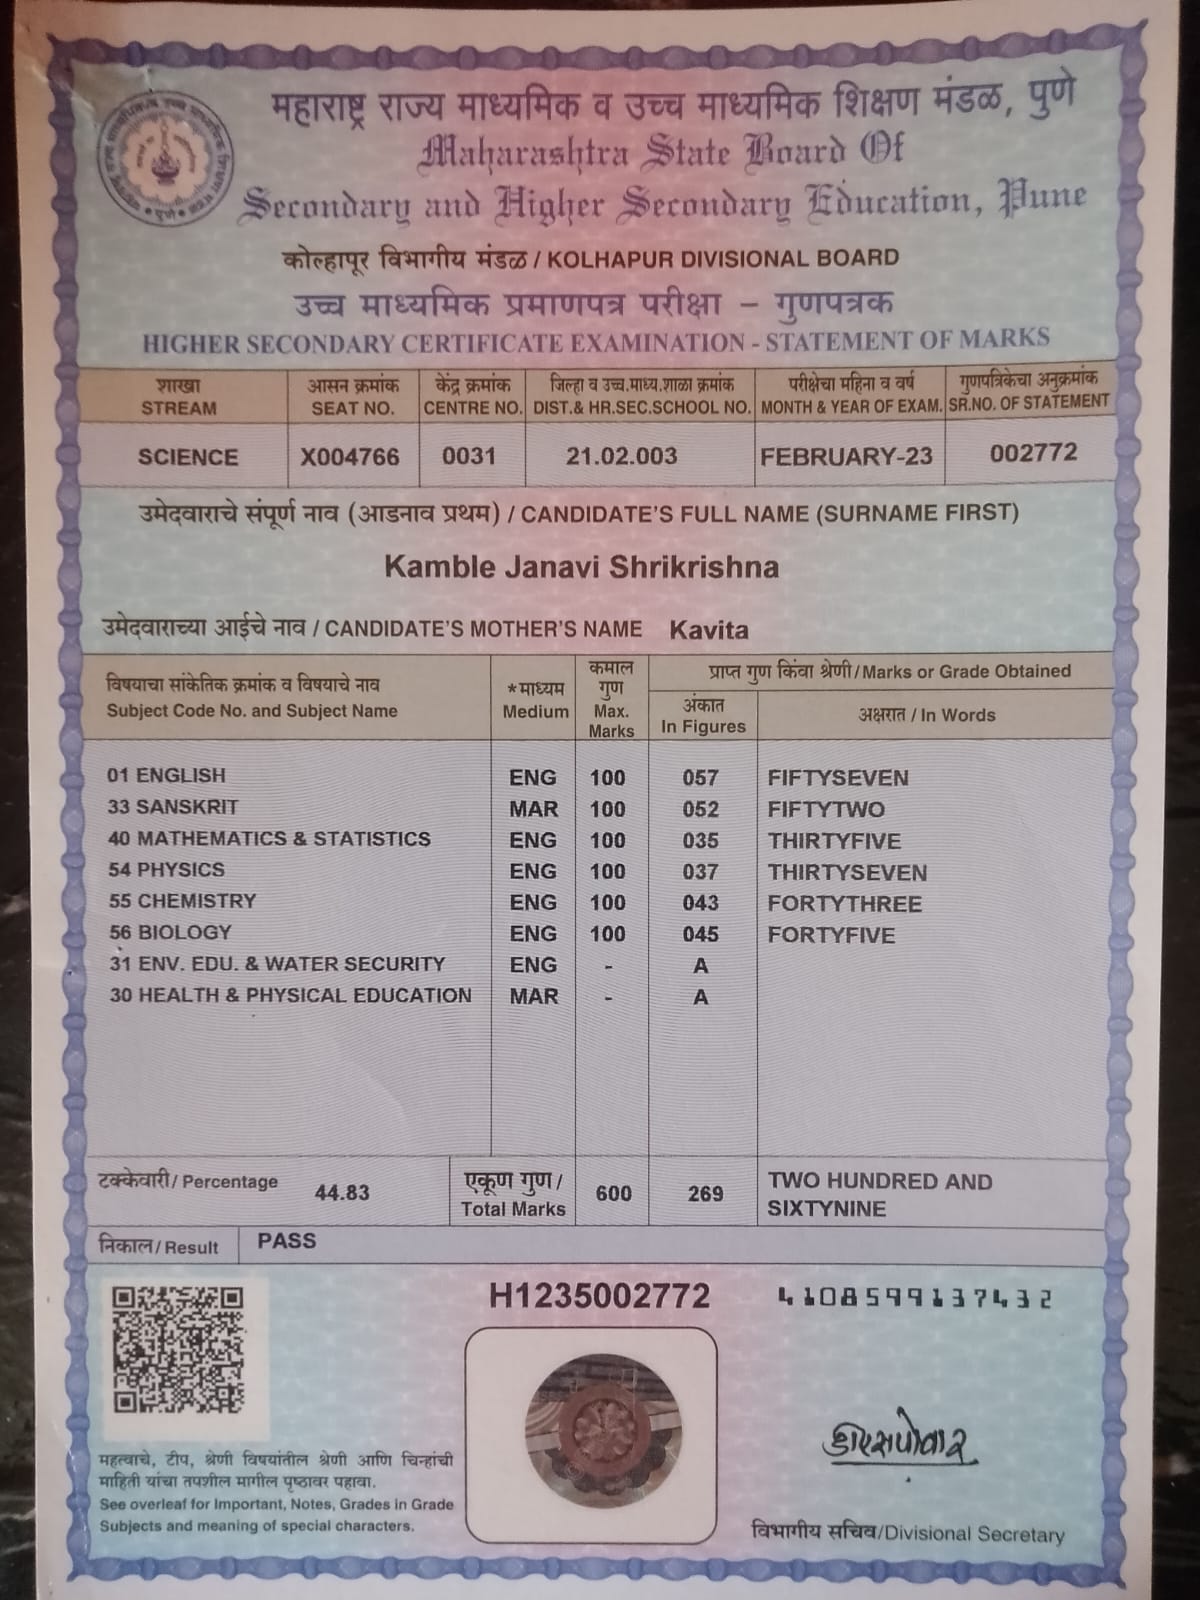 महाराष्ट्र राज्य माध्यमिक व उच्च माध्यमिक शिक्षण मंडळ, पुणे
Maharashtra State Board Of
Secondary and Higher Secondary Education, Pune
कोल्हापूर विभागीय मंडळ / KOLHAPUR DIVISIONAL BOARD
उच्च माध्यमिक प्रमाणपत्र परीक्षा – गुणपत्रक
HIGHER SECONDARY CERTIFICATE EXAMINATION - STATEMENT OF MARKS
शाखा आसन क्रमांक केंद्र क्रमांक जिल्हा व उच्च.माध्य.शाळा क्रमांक परीक्षेचा महिना व वर्ष गुणपत्रिकेचा अनुक्रमांक
STREAM SEAT NO. CENTRE NO. DIST.& HR.SEC.SCHOOL NO. MONTH & YEAR OF EXAM. SR.NO. OF STATEMENT
SCIENCE X004766 0031 21.02.003 FEBRUARY-23 002772
उमेदवाराचे संपूर्ण नाव (आडनाव प्रथम) / CANDIDATE'S FULL NAME (SURNAME FIRST)
Kamble Janavi Shrikrishna
उमेदवाराच्या आईचे नाव / CANDIDATE'S MOTHER'S NAME Kavita
विषयाचा सांकेतिक क्रमांक व विषयाचे नाव
Subject Code No. and Subject Name
*माध्यम
Medium
कमाल
गुण
Max.
Marks
प्राप्त गुण किंवा श्रेणी / Marks or Grade Obtained
अंकात
In Figures
अक्षरात / In Words
01 ENGLISH ENG 100 057 FIFTYSEVEN
33 SANSKRIT MAR 100 052 FIFTYTWO
40 MATHEMATICS & STATISTICS ENG 100 035 THIRTYFIVE
54 PHYSICS ENG 100 037 THIRTYSEVEN
55 CHEMISTRY ENG 100 043 FORTYTHREE
56 BIOLOGY ENG 100 045 FORTYFIVE
31 ENV. EDU. & WATER SECURITY ENG - A
30 HEALTH & PHYSICAL EDUCATION MAR - A
टक्केवारी / Percentage 44.83
एकूण गुण /
Total Marks
600 269
TWO HUNDRED AND
SIXTYNINE
निकाल / Result PASS
H1235002772
4108599137432
महत्वाचे, टीप, श्रेणी विषयांतील श्रेणी आणि चिन्हांची
माहिती यांचा तपशील मागील पृष्ठावर पहावा.
See overleaf for Important, Notes, Grades in Grade
Subjects and meaning of special characters.
विभागीय सचिव/Divisional Secretary